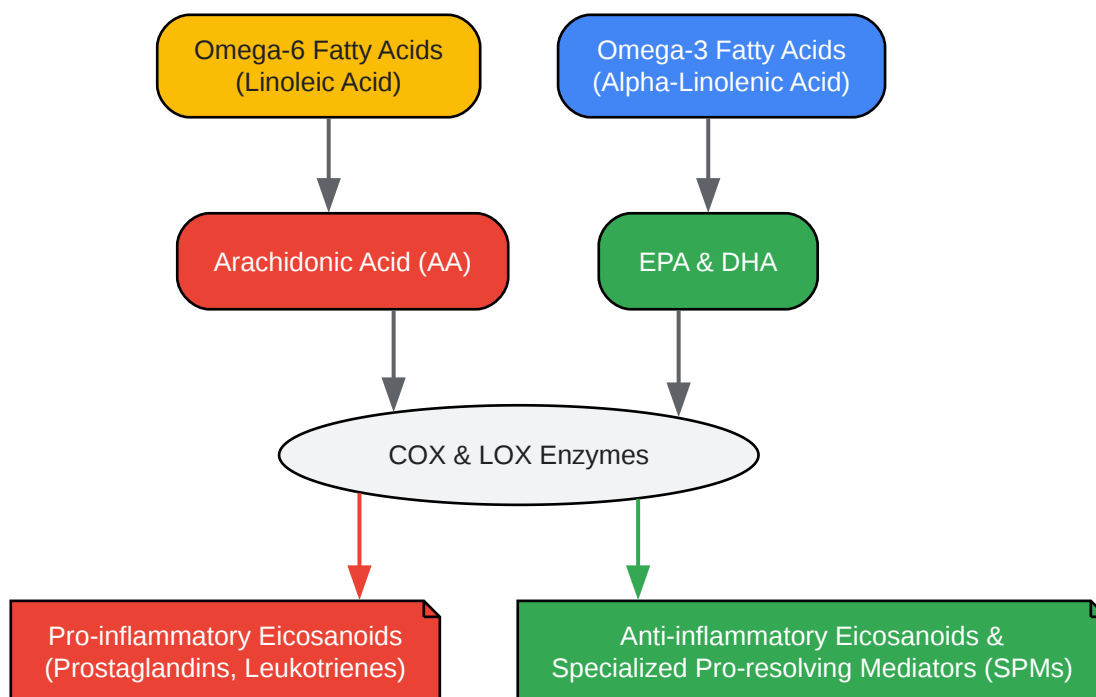 Omega-6 Fatty Acids
(Linoleic Acid)
Omega-3 Fatty Acids
(Alpha-Linolenic Acid)
Arachidonic Acid (AA)
EPA & DHA
COX & LOX Enzymes
Pro-inflammatory Eicosanoids
(Prostaglandins, Leukotrienes)
Anti-inflammatory Eicosanoids &
Specialized Pro-resolving Mediators (SPMs)